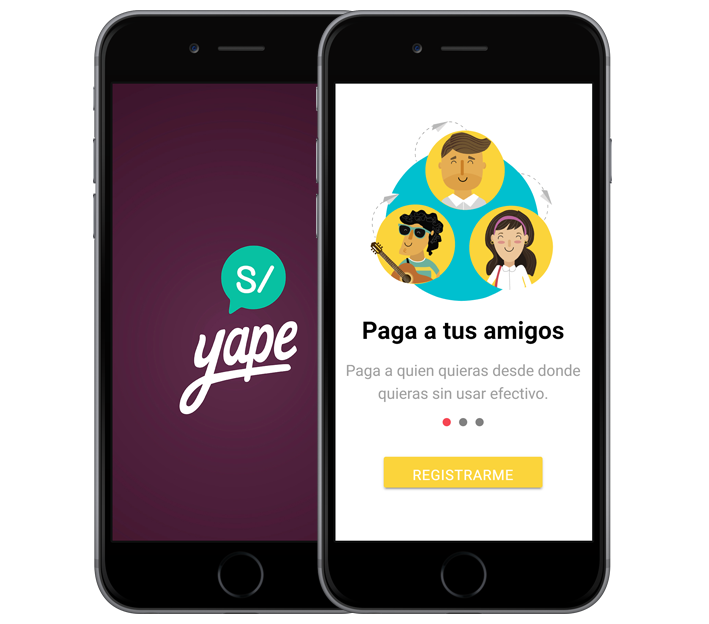 S/
yape
Paga a tus amigos
Paga a quien quieras desde donde
quieras sin usar efectivo.
REGISTRARME